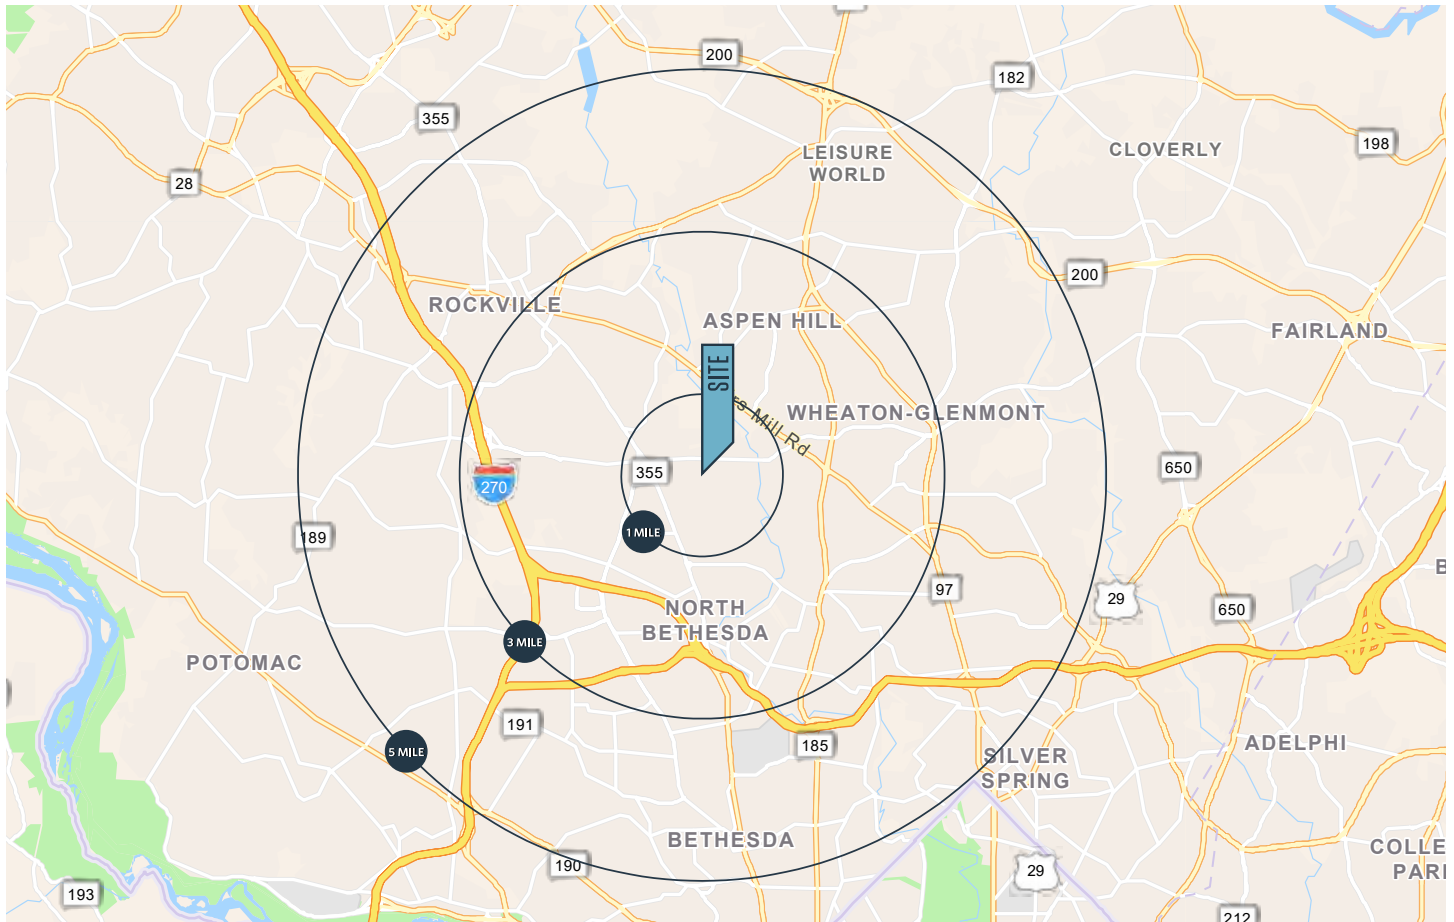 200
182
355
198
LEISURE
WORLD
CLOVERLY
28
200
ROCKVILLE
ASPEN HILL
FAIRLAND
SITE
rs Mill Rd
WHEATON-GLENMONT
355
650
270
1 MILE
189
97
29
650
NORTH
BETHESDA
3 MILE
POTOMAC
191
185
5 MILE
SILVER
SPRING
ADELPHI
BETHESDA
190
29
COLLE
PARK
193
212